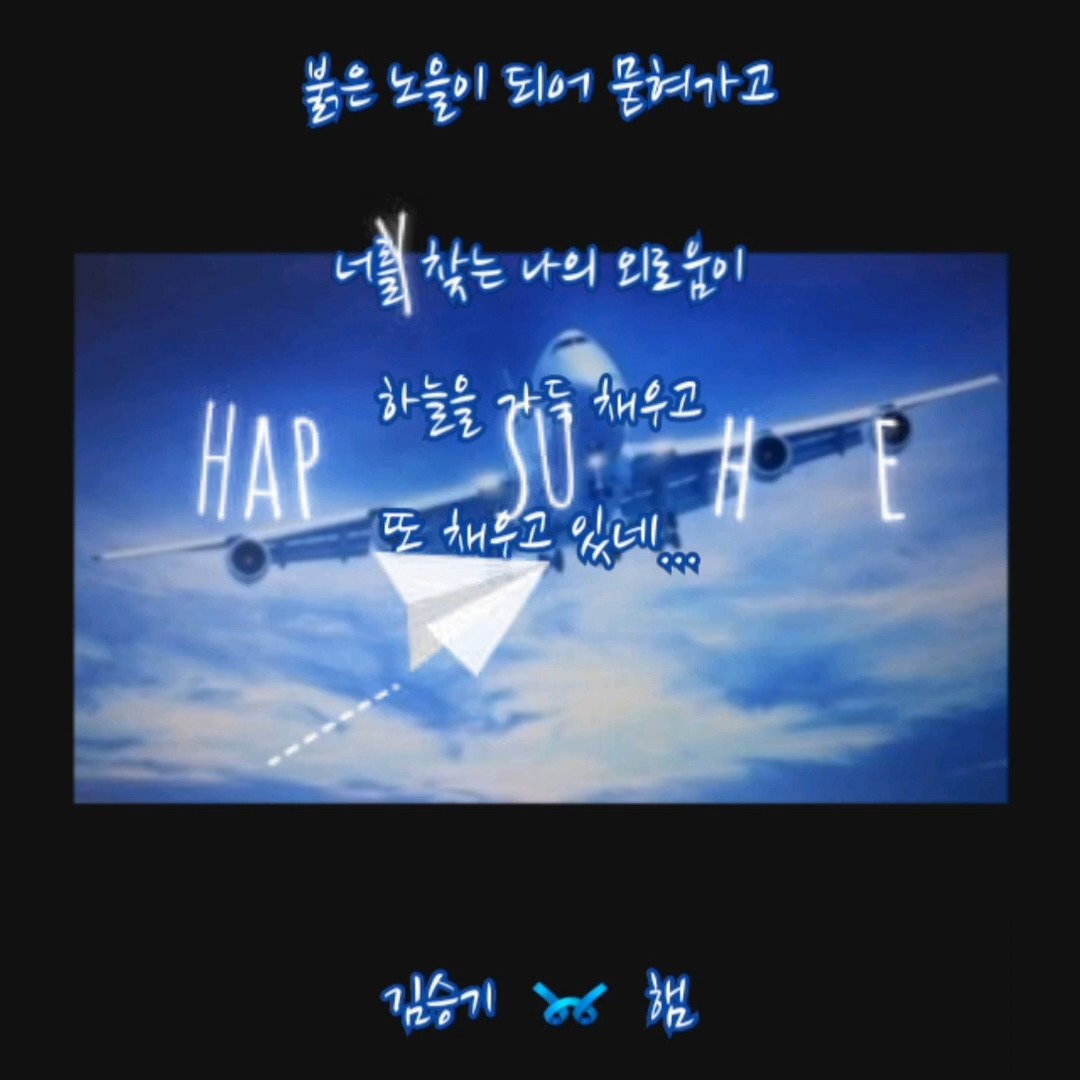 붉은 노을이 되어 묻혀가고
너를 찾는 나의 외로움이
하늘을 가득 채우고
HAP SU H E
또 채우고 있네,,,
김승기 햄